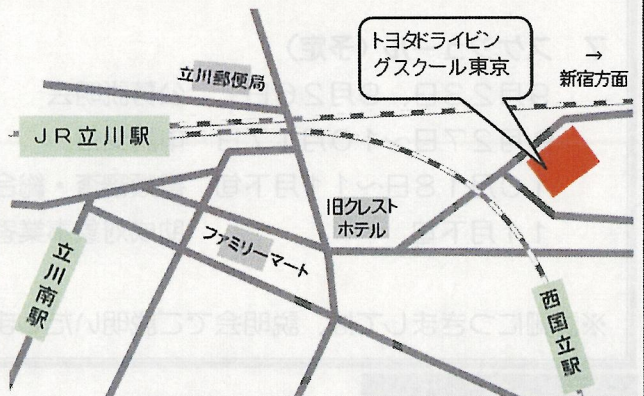 トヨタドライビン
グスクール東京
→
新宿方面
立川郵便局
JR立川駅
旧クレスト
ホテル
ファミリーマート
立川南駅
西国立駅